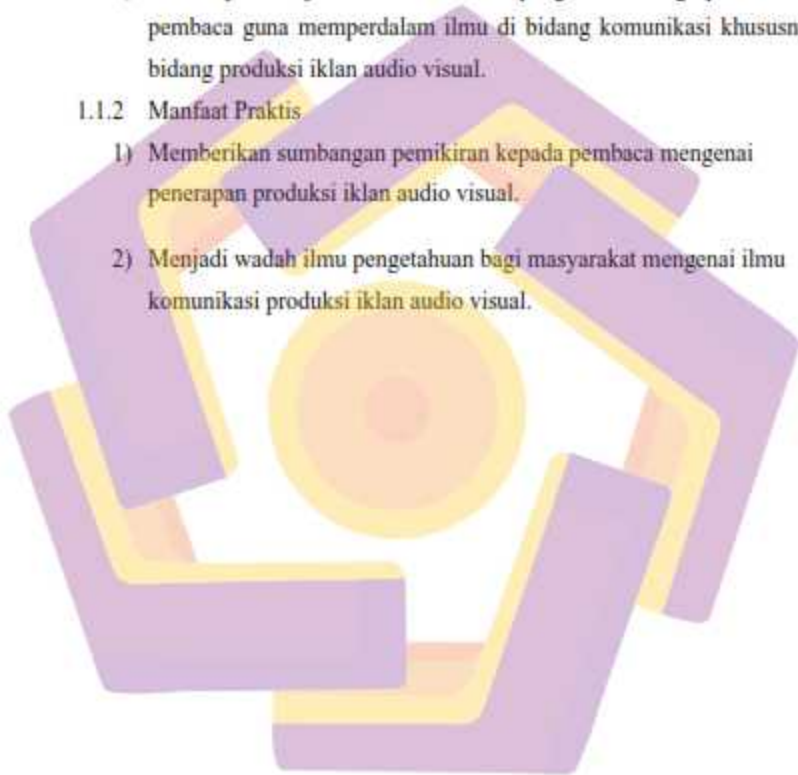 pembaca guna memperdalam ilmu di bidang komunikasi khususn
bidang produksi iklan audio visual.
1.1.2 Manfaat Praktis
1) Memberikan sumbangan pemikiran kepada pembaca mengenai
penerapan produksi iklan audio visual.
2) Menjadi wadah ilmu pengetahuan bagi masyarakat mengenai ilmu
komunikasi produksi iklan audio visual.